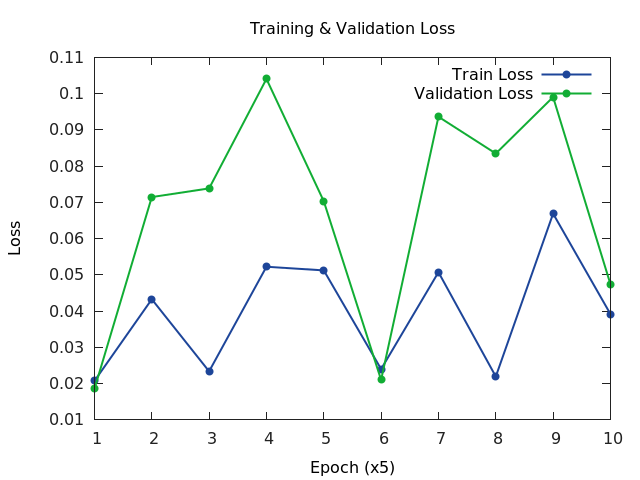 Training & Validation Loss
Train Loss
Validation Loss
0.11
0.1
0.09
0.08
0.07
0.06
0.05
0.04
0.03
0.02
0.01
Loss
1 2 3 4 5 6 7 8 9 10
Epoch (x5)